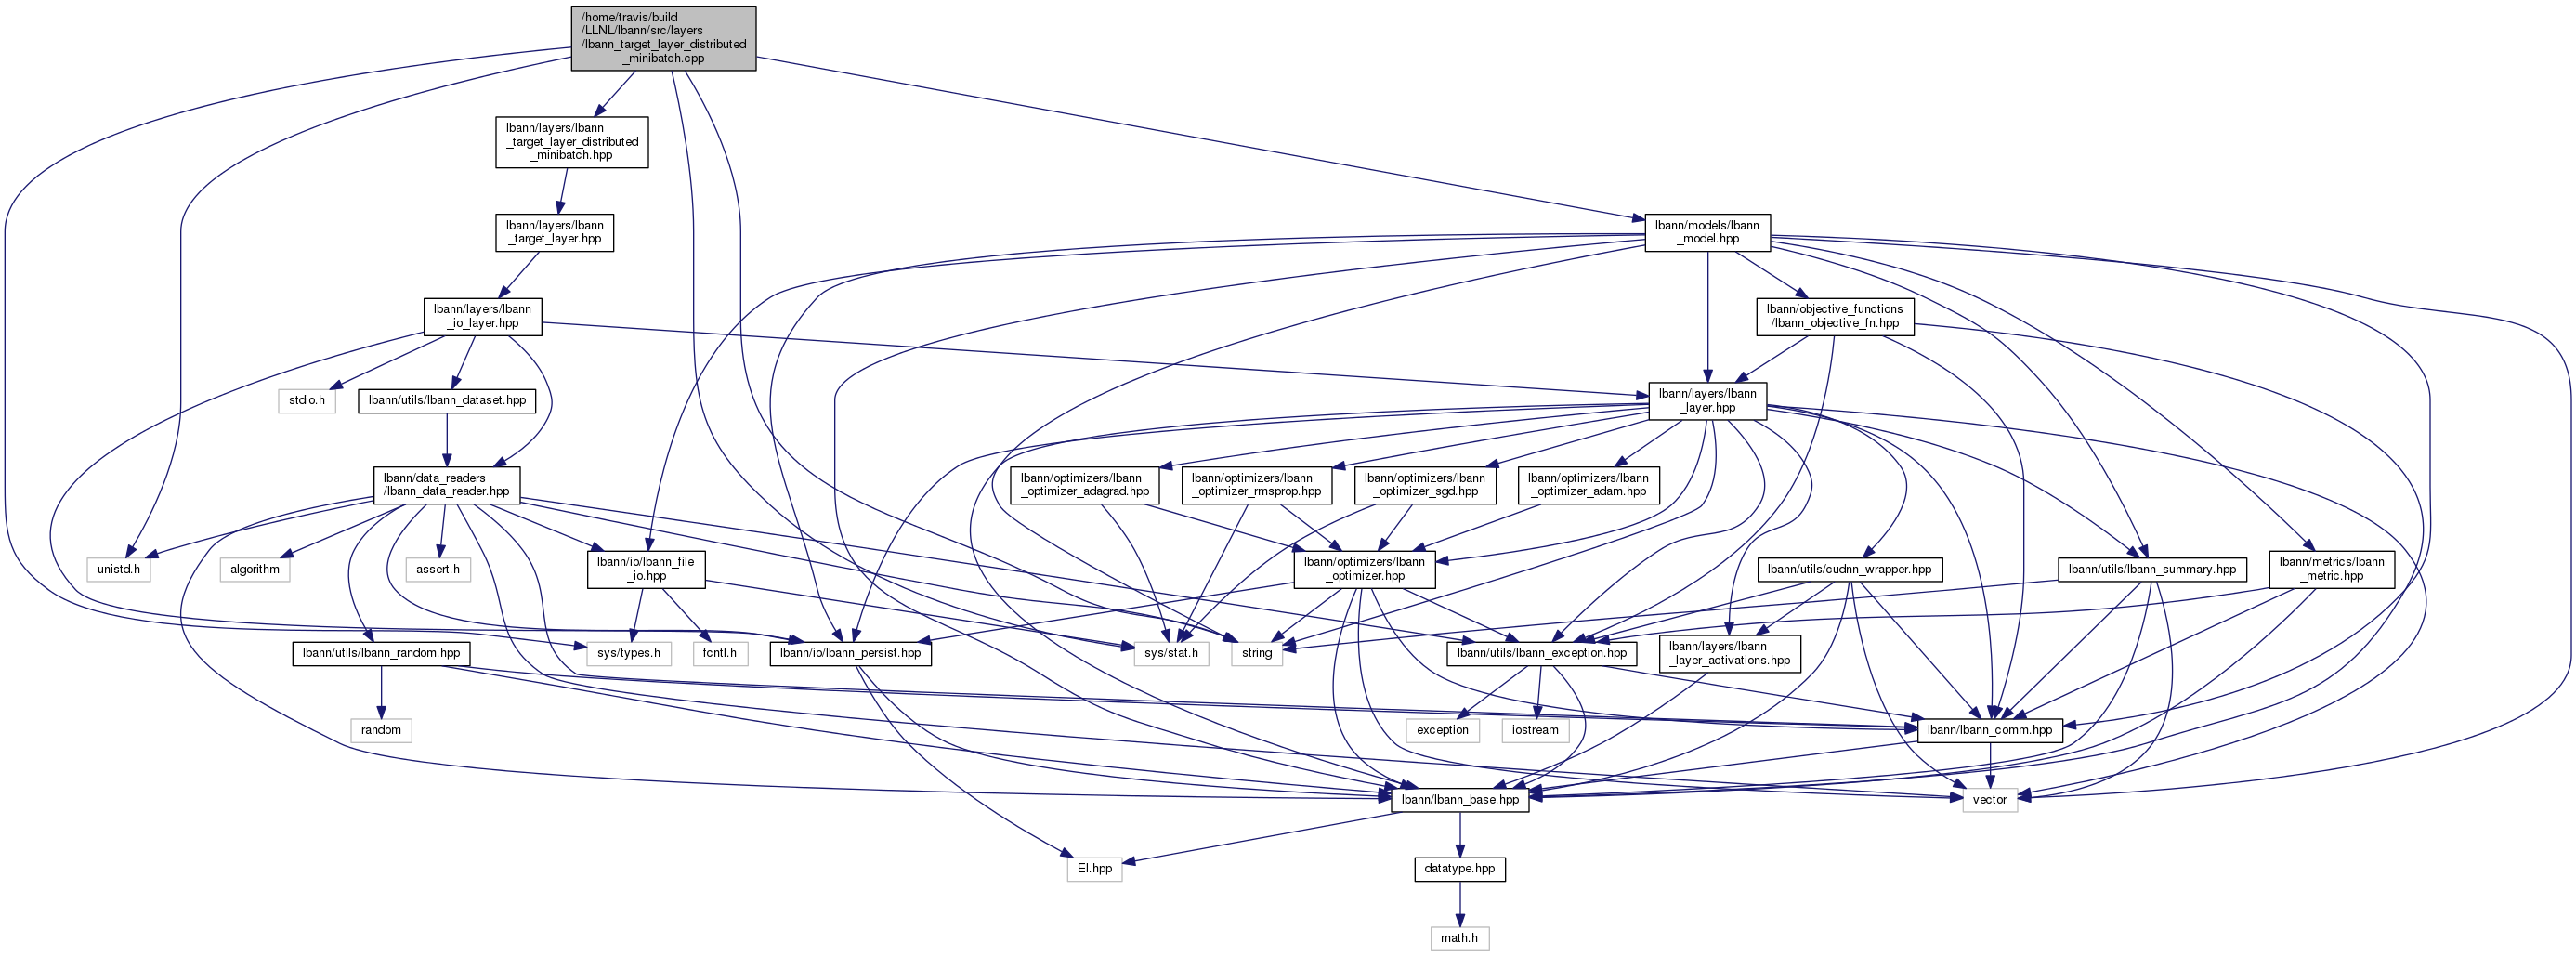 /home/travis/build
/LLNL/lbann/src/layers
/lbann_target_layer_distributed
_minibatch.cpp
lbann/layers/lbann
_target_layer_distributed
_minibatch.hpp
lbann/layers/lbann
_target_layer.hpp
lbann/models/lbann
_model.hpp
lbann/layers/lbann
_io_layer.hpp
lbann/objective_functions
/lbann_objective_fn.hpp
stdio.h
lbann/utils/lbann_dataset.hpp
lbann/layers/lbann
_layer.hpp
lbann/data_readers
/lbann_data_reader.hpp
lbann/optimizers/lbann
_optimizer_adagrad.hpp
lbann/optimizers/lbann
_optimizer_rmsprop.hpp
lbann/optimizers/lbann
_optimizer_sgd.hpp
lbann/optimizers/lbann
_optimizer_adam.hpp
unistd.h
algorithm
assert.h
lbann/io/lbann_file
_io.hpp
lbann/optimizers/lbann
_optimizer.hpp
lbann/utils/cudnn_wrapper.hpp
lbann/utils/lbann_summary.hpp
lbann/metrics/lbann
_metric.hpp
lbann/utils/lbann_random.hpp
sys/types.h
fcntl.h
lbann/io/lbann_persist.hpp
sys/stat.h
string
lbann/utils/lbann_exception.hpp
lbann/layers/lbann
_layer_activations.hpp
random
exception
iostream
lbann/lbann_comm.hpp
lbann/lbann_base.hpp
vector
El.hpp
datatype.hpp
math.h